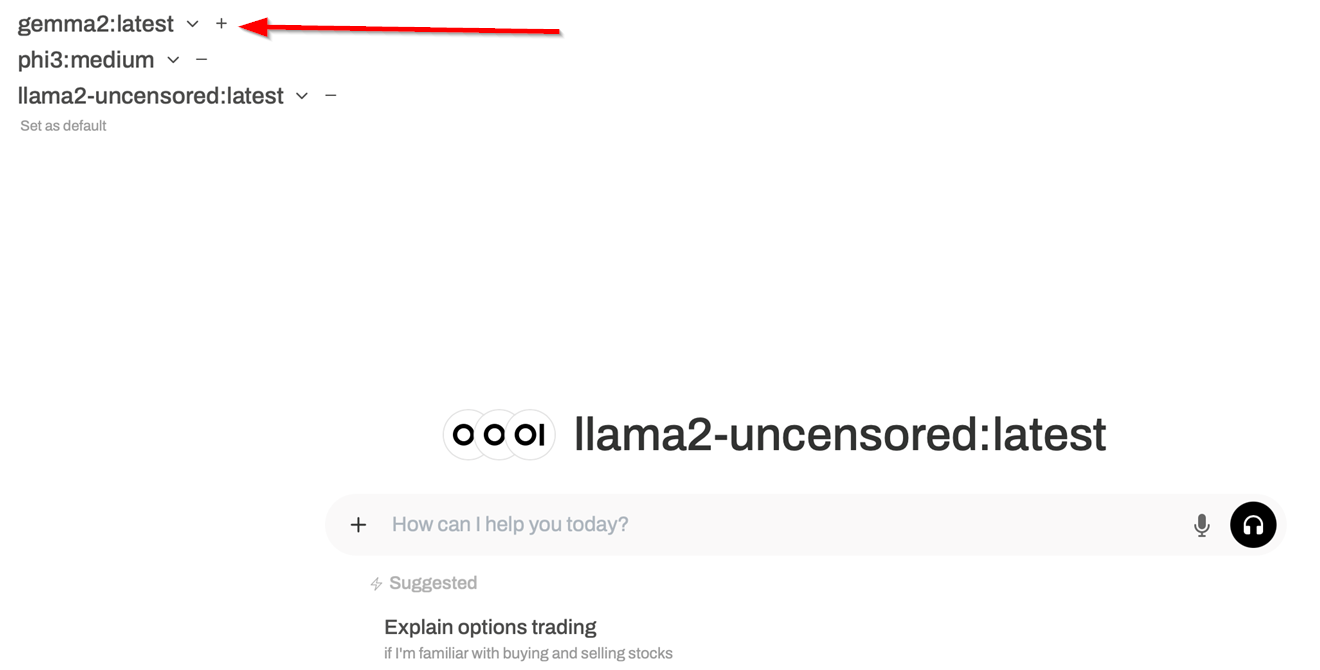 gemma2:latest
phi3:medium
llama2-uncensored:latest
Set as default
OI llama2-uncensored:latest
How can I help you today?
Suggested
Explain options trading
if I'm familiar with buying and selling stocks